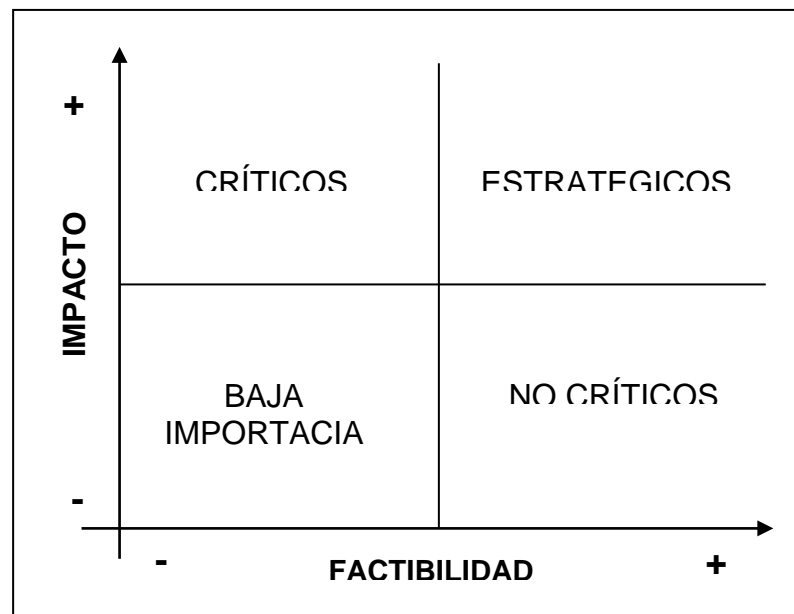 +
CRÍTICOS
ESTRATEGICOS
IMPACTO
BAJA
IMPORTACIA
NO CRÍTICOS
-
-
FACTIBILIDAD
+